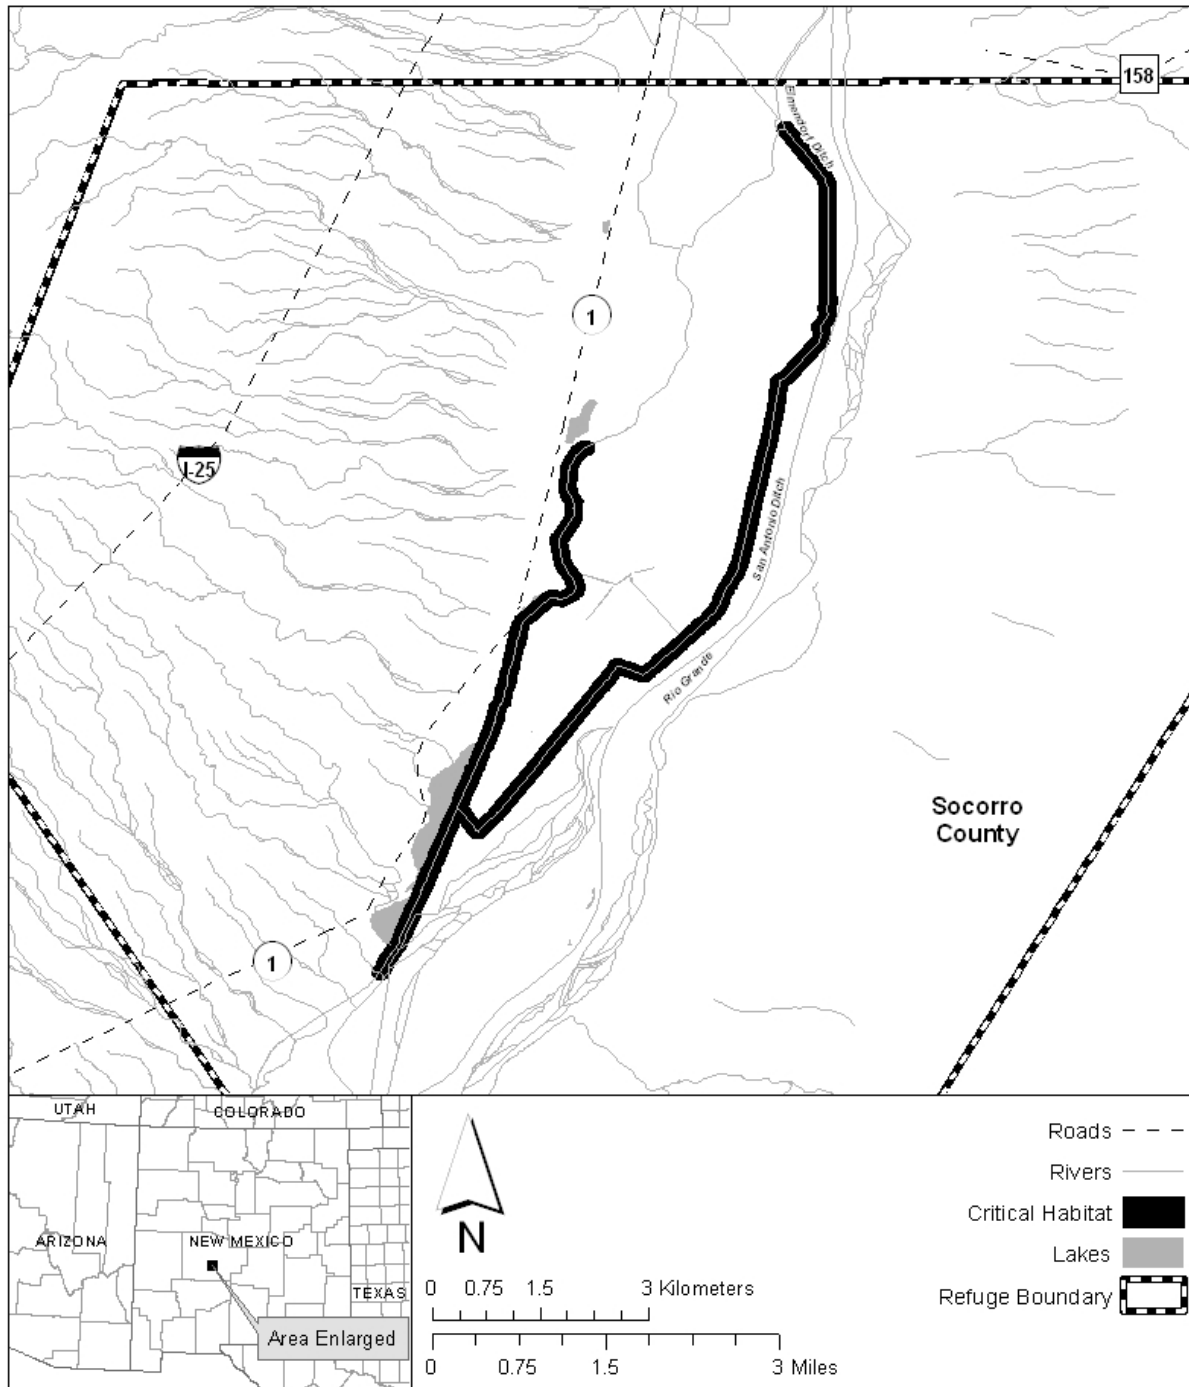 158
Elmendorf Ditch
1
I-25
San Antonio Ditch
Rio Grande
Socorro
County
1
UTAH
COLORADO
ARIZONA
NEW MEXICO
TEXAS
Area Enlarged
N
0 0.75 1.5 3 Kilometers
0 0.75 1.5 3 Miles
Roads
Rivers
Critical Habitat
Lakes
Refuge Boundary